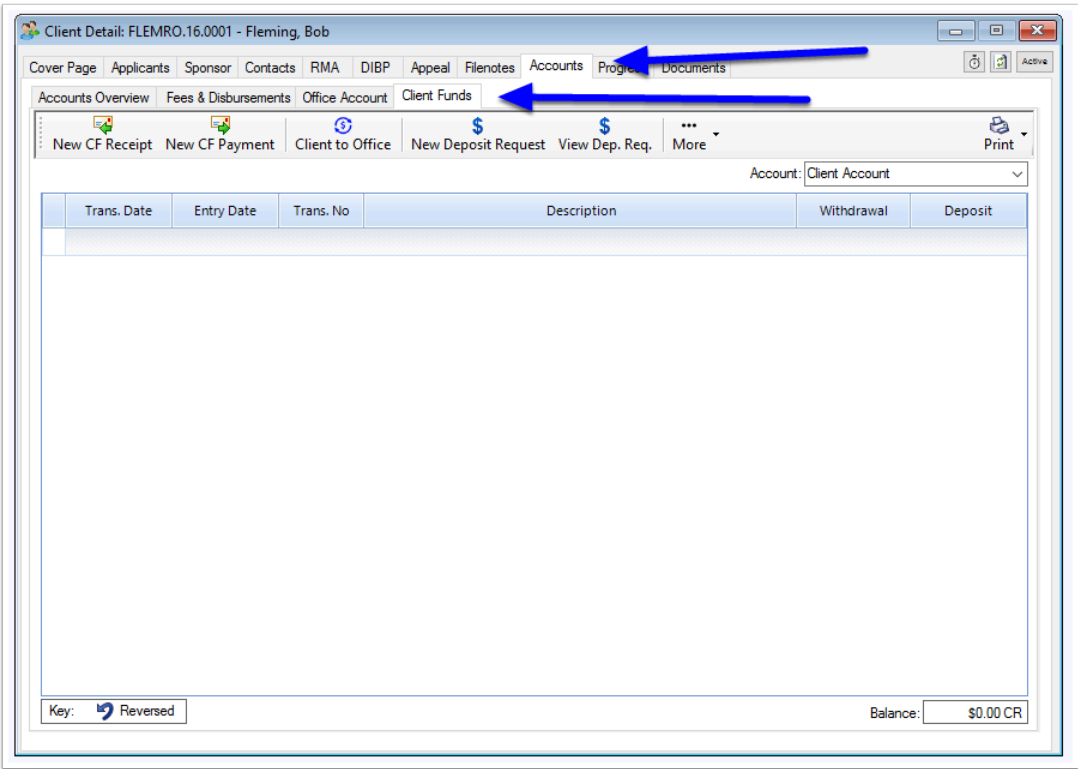 Client Detail: FLEMRO.16.0001 - Fleming, Bob
Active
Cover Page Applicants Sponsor Contacts RMA DIBP Appeal Filenotes Accounts Documents
Accounts Overview Fees & Disbursements Office Account Client Funds
New CF Receipt New CF Payment Client to Office New Deposit Request View Dep. Req. More Print
Account: Client Account
Trans. Date Entry Date Trans. No Description Withdrawal Deposit
Key: Reversed Balance: $0.00 CR